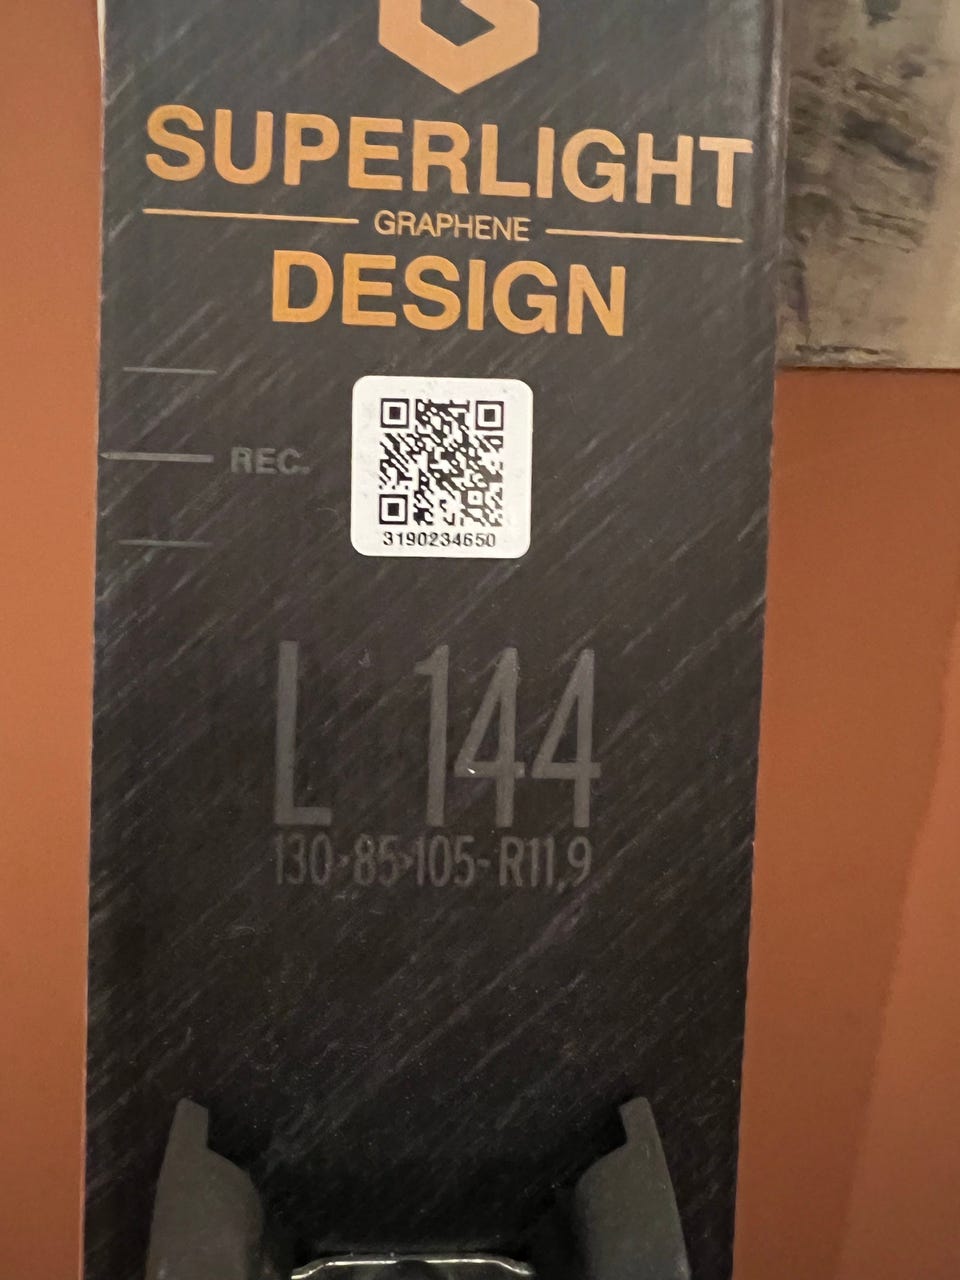 SUPERLIGHT
GRAPHENE
DESIGN
REC.
3190234650
L 144
130-85-105-R11,9